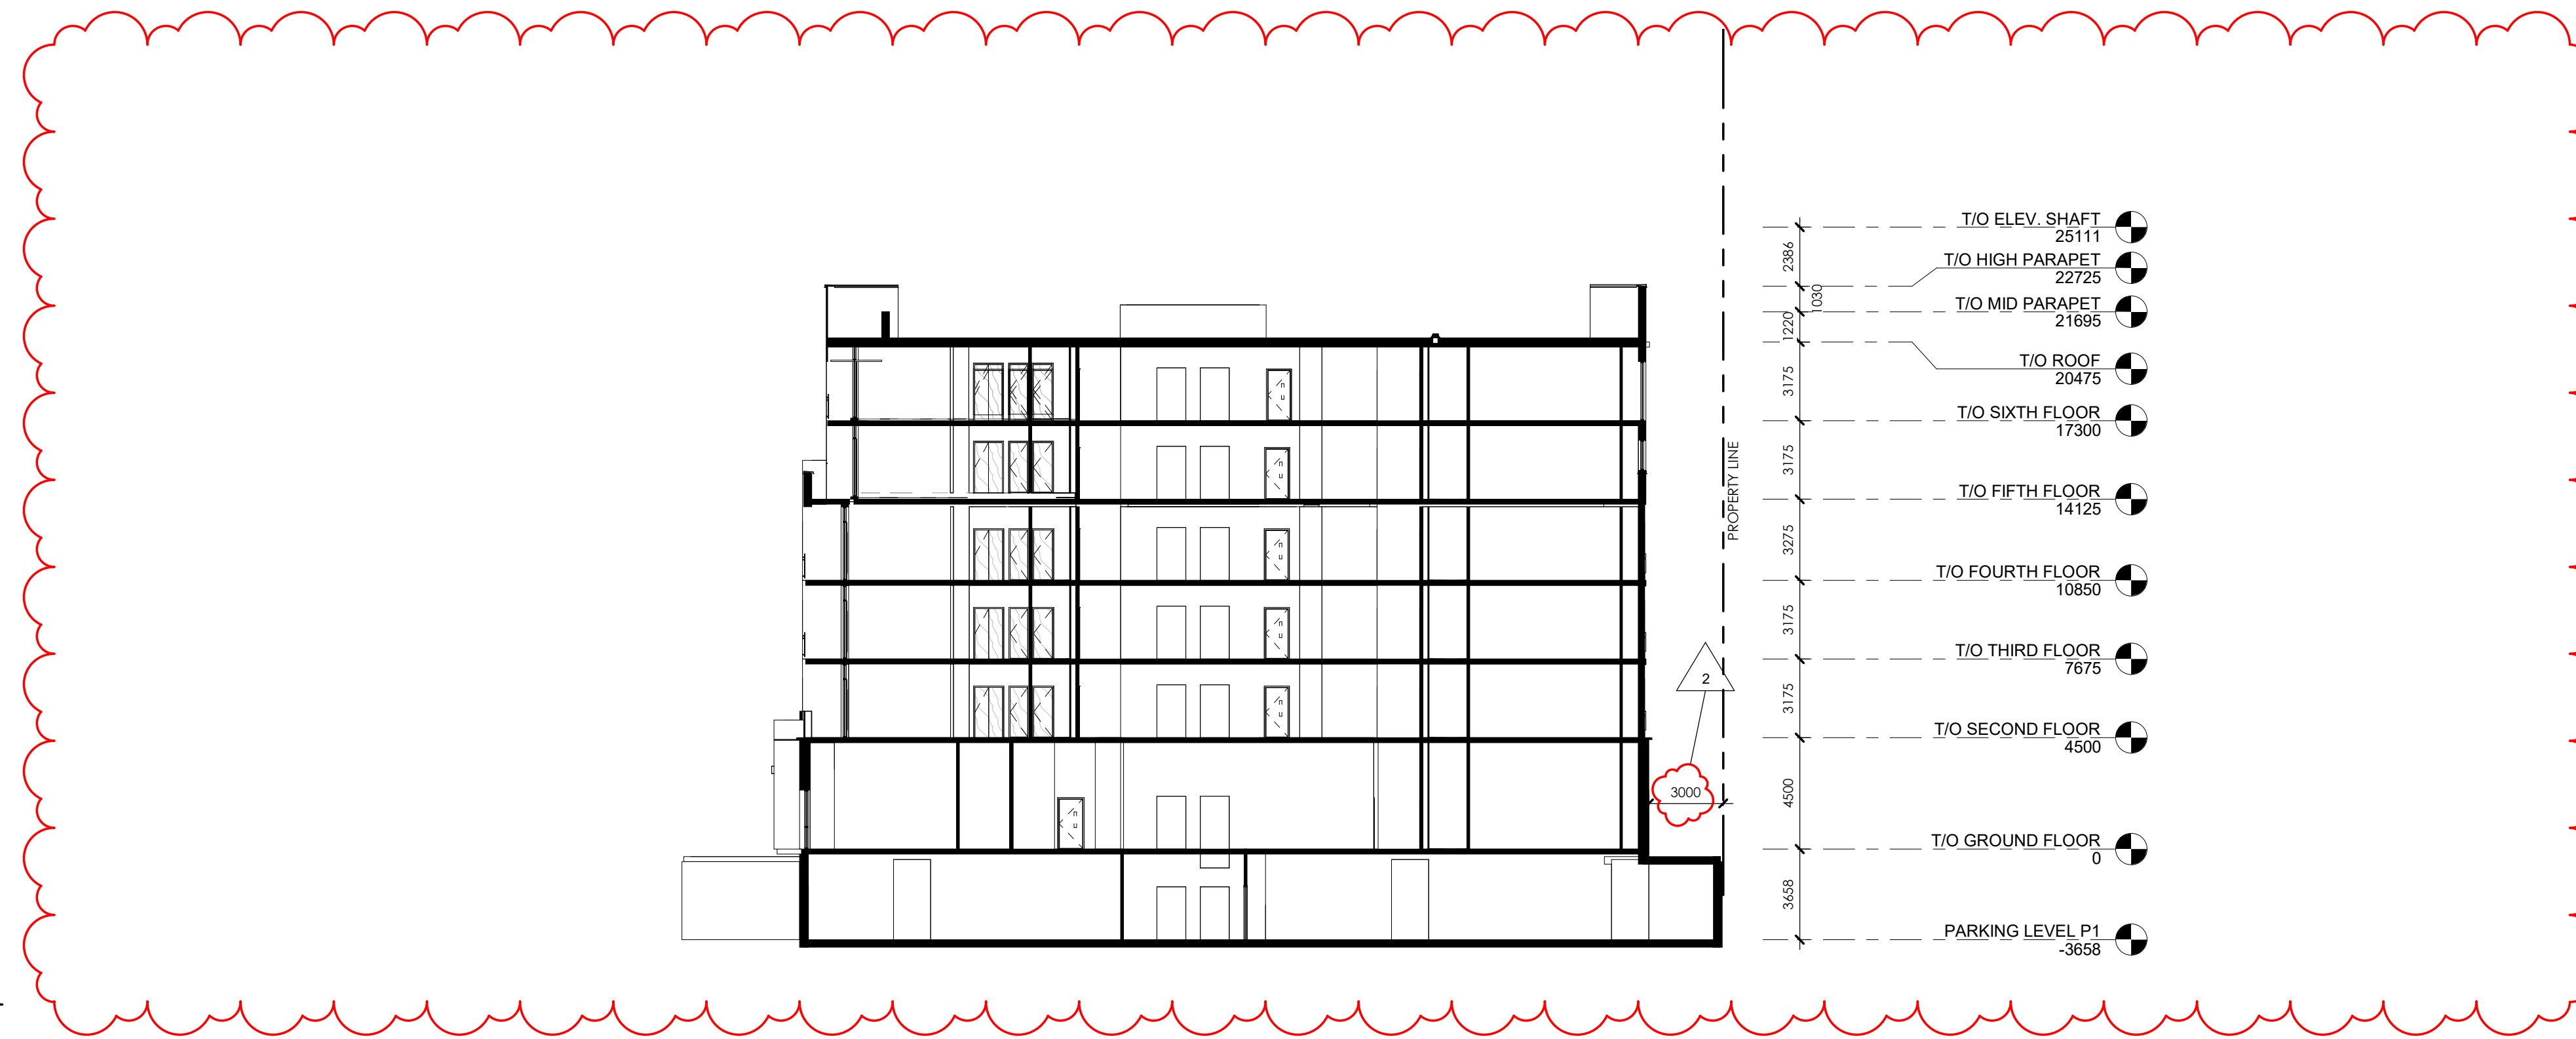 T/O ELEV. SHAFT
25111
2386
T/O HIGH PARAPET
22725
1030
T/O MID PARAPET
21695
1220
T/O ROOF
20475
3175
T/O SIXTH FLOOR
17300
3175
PROPERTY LINE
T/O FIFTH FLOOR
14125
3275
T/O FOURTH FLOOR
10850
3175
T/O THIRD FLOOR
7675
2
3175
T/O SECOND FLOOR
4500
3000
4500
T/O GROUND FLOOR
0
3658
PARKING LEVEL P1
-3658